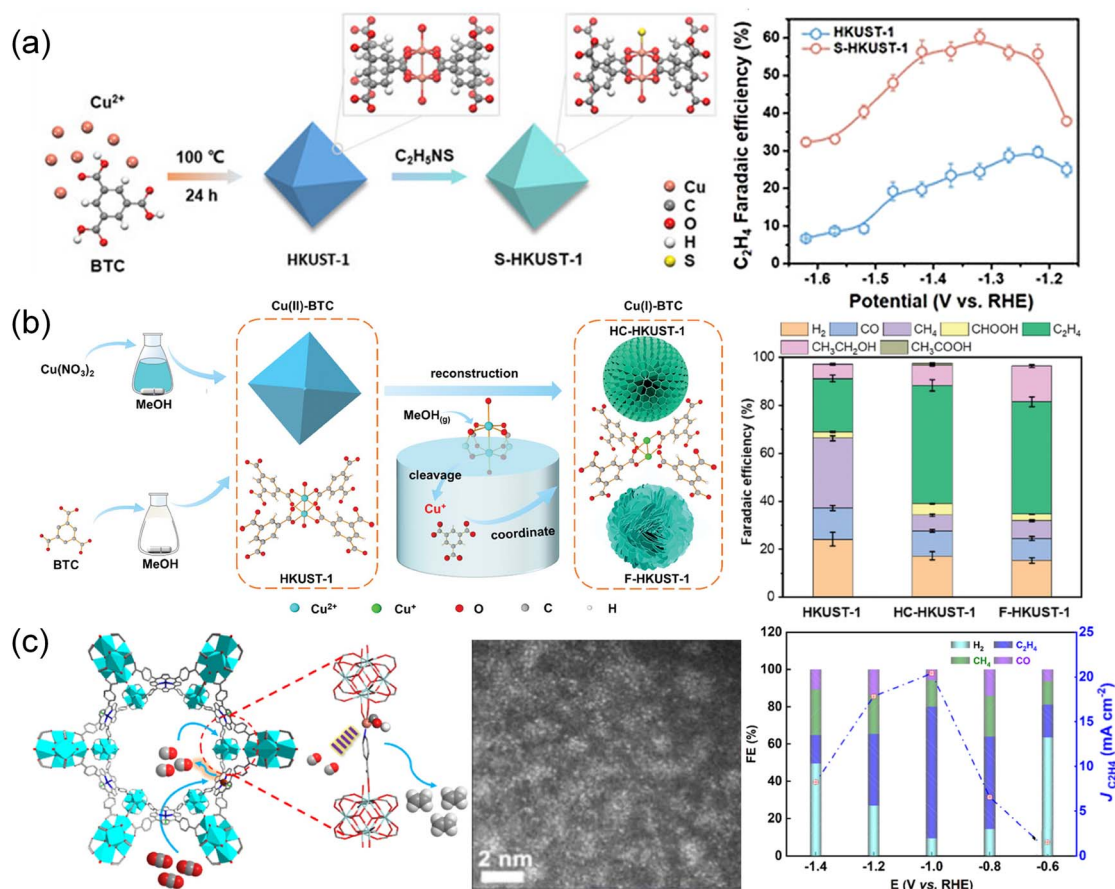 (a)
Cu²⁺
BTC
100 ℃
24 h
HKUST-1
C₂H₅NS
S-HKUST-1
Cu
C
O
H
S
C₂H₄ Faradaic efficiency (%)
60
50
40
30
20
10
0
HKUST-1
S-HKUST-1
-1.6 -1.5 -1.4 -1.3 -1.2
Potential (V vs. RHE)
(b)
Cu(NO₃)₂
MeOH
BTC
MeOH
Cu(II)-BTC
HKUST-1
reconstruction
MeOH(g)
cleavage
Cu⁺
coordinate
Cu(I)-BTC
HC-HKUST-1
F-HKUST-1
Cu²⁺ Cu⁺ O C H
H₂ CO CH₄ CHOOH C₂H₄
CH₃CH₂OH CH₃COOH
Faradaic efficiency (%)
100
80
60
40
20
0
HKUST-1 HC-HKUST-1 F-HKUST-1
(c)
2 nm
FE (%)
120
100
80
60
40
20
0
H₂ C₂H₄
CH₄ CO
25
20
15
10
5
0
J C2H4 (mA cm⁻²)
-1.4 -1.2 -1.0 -0.8 -0.6
E (V vs. RHE)